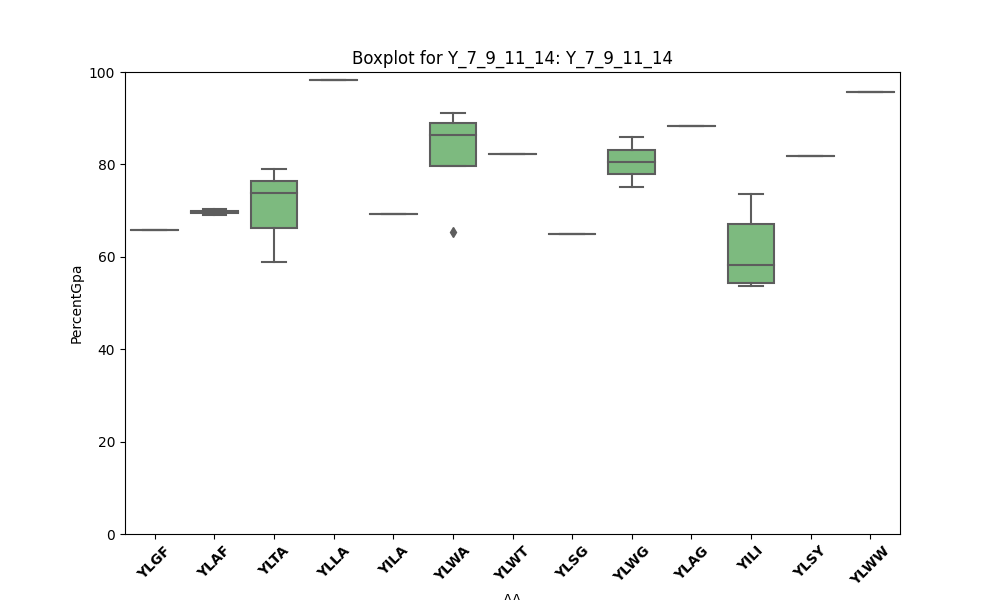 Boxplot for Y_7_9_11_14: Y_7_9_11_14
100
80
60
40
20
0
PercentGpa
YLGF YLAF YLTA YLLA YILA YLWA YLWT YLSG YLWG YLAG YILI YLSY YLWW
AA